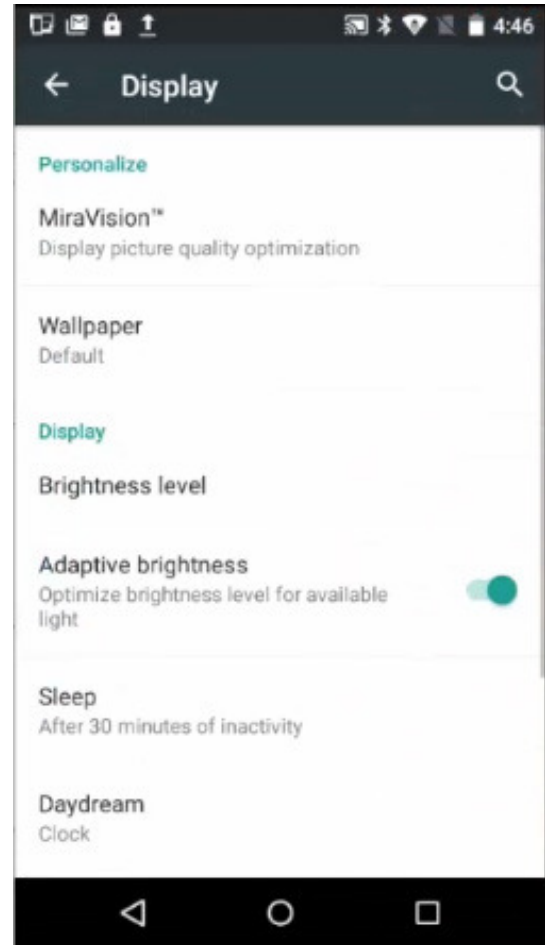 4:46
Display
Personalize
MiraVision™
Display picture quality optimization
Wallpaper
Default
Display
Brightness level
Adaptive brightness
Optimize brightness level for available
light
Sleep
After 30 minutes of inactivity
Daydream
Clock